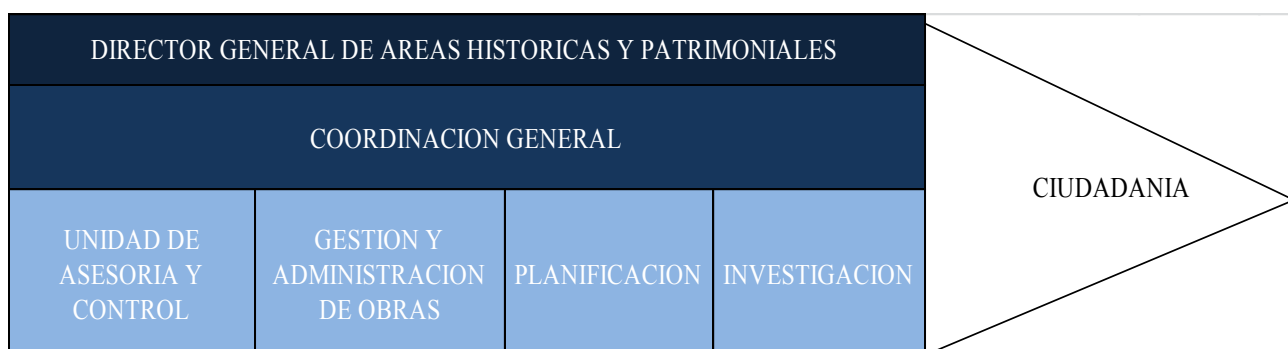 DIRECTOR GENERAL DE AREAS HISTORICAS Y PATRIMONIALES
COORDINACION GENERAL
UNIDAD DE
ASESORIA Y
CONTROL
GESTION Y
ADMINISTRACION
DE OBRAS
PLANIFICACION
INVESTIGACION
CIUDADANIA